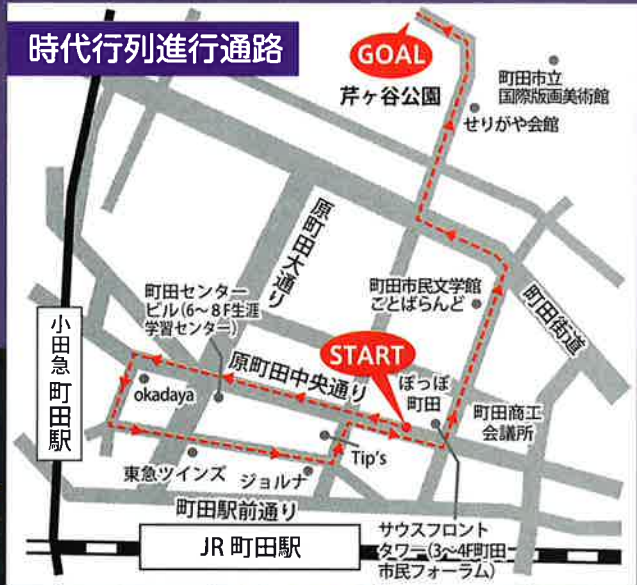 時代行列進行通路
GOAL
芹ヶ谷公園
町田市立
国際版画美術館
せりがや会館
原町田大通り
町田センター
ビル(6〜8F生涯
学習センター)
町田市民文学館
ことばらんど
町田街道
小田急 町田駅
START
原町田中央通り
ぽっぽ
町田
町田商工
会議所
okadaya
Tip's
東急ツインズ
ジョルナ
町田駅前通り
サウスフロント
タワー(3〜4F町田
市民フォーラム)
JR 町田駅